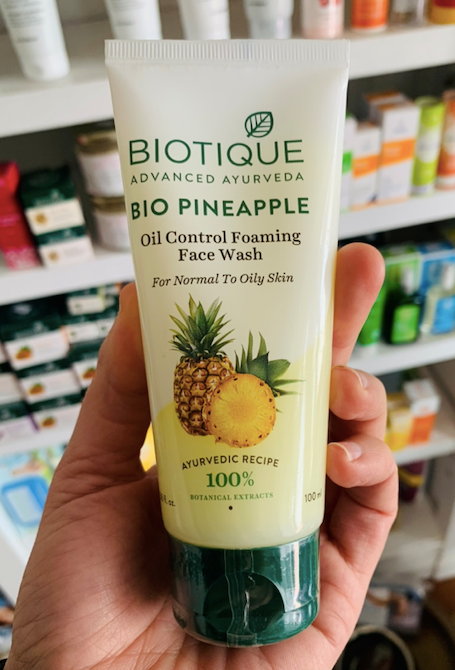 BIOTIQUE
ADVANCED AYURVEDA
BIO PINEAPPLE
Oil Control Foaming
Face Wash
For Normal To Oily Skin
AYURVEDIC RECIPE
100%
BOTANICAL EXTRACTS
oz.
100 ml